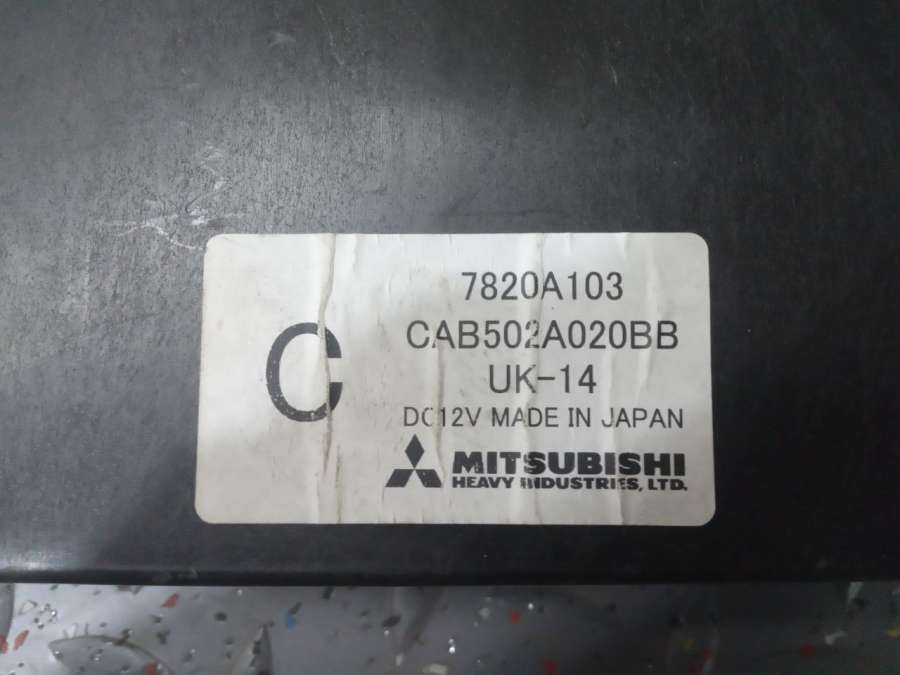 7820A103
CAB502A020BB
C
UK-14
DC12V MADE IN JAPAN
MITSUBISHI
HEAVY INDUSTRIES, LTD.